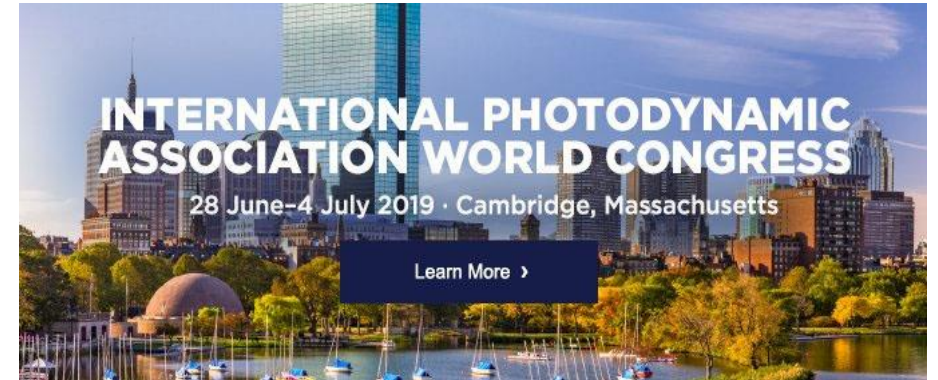 INTERNATIONAL PHOTODYNAMIC
ASSOCIATION WORLD CONGRESS
28 June–4 July 2019 · Cambridge, Massachusetts
Learn More ›